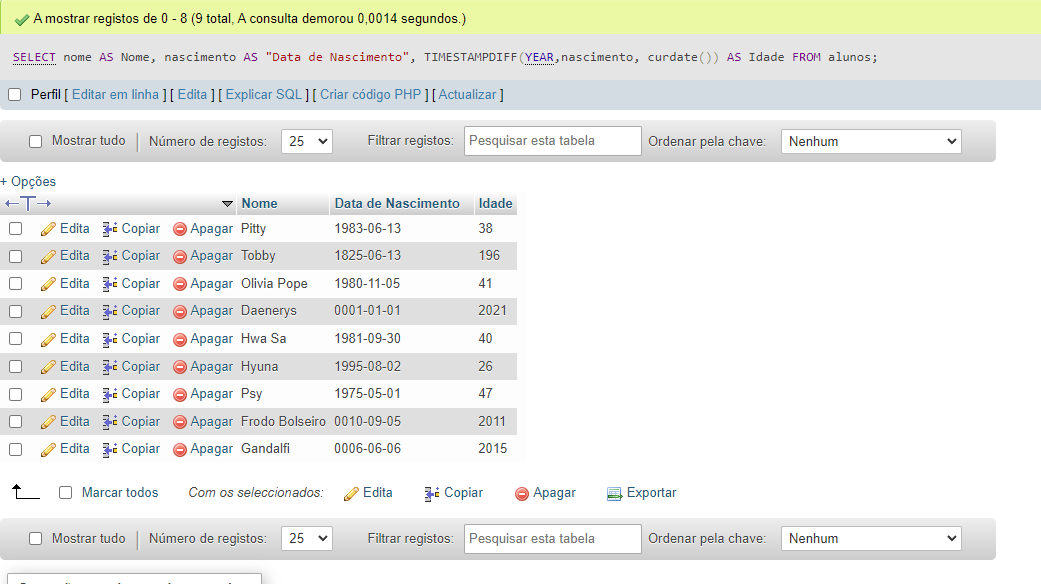 A mostrar registos de 0 - 8 (9 total, A consulta demorou 0,0014 segundos.)
SELECT nome AS Nome, nascimento AS "Data de Nascimento", TIMESTAMPDIFF(YEAR,nascimento, curdate()) AS Idade FROM alunos;
Perfil [ Editar em linha ] [ Edita ] [ Explicar SQL ] [ Criar código PHP ] [ Actualizar ]
Mostrar tudo Número de registos: 25 Filtrar registos: Pesquisar esta tabela Ordenar pela chave: Nenhum
+ Opções
←T→ Nome Data de Nascimento Idade
Edita Copiar Apagar Pitty 1983-06-13 38
Edita Copiar Apagar Tobby 1825-06-13 196
Edita Copiar Apagar Olivia Pope 1980-11-05 41
Edita Copiar Apagar Daenerys 0001-01-01 2021
Edita Copiar Apagar Hwa Sa 1981-09-30 40
Edita Copiar Apagar Hyuna 1995-08-02 26
Edita Copiar Apagar Psy 1975-05-01 47
Edita Copiar Apagar Frodo Bolseiro 0010-09-05 2011
Edita Copiar Apagar Gandalfi 0006-06-06 2015
Marcar todos Com os seleccionados: Edita Copiar Apagar Exportar
Mostrar tudo Número de registos: 25 Filtrar registos: Pesquisar esta tabela Ordenar pela chave: Nenhum